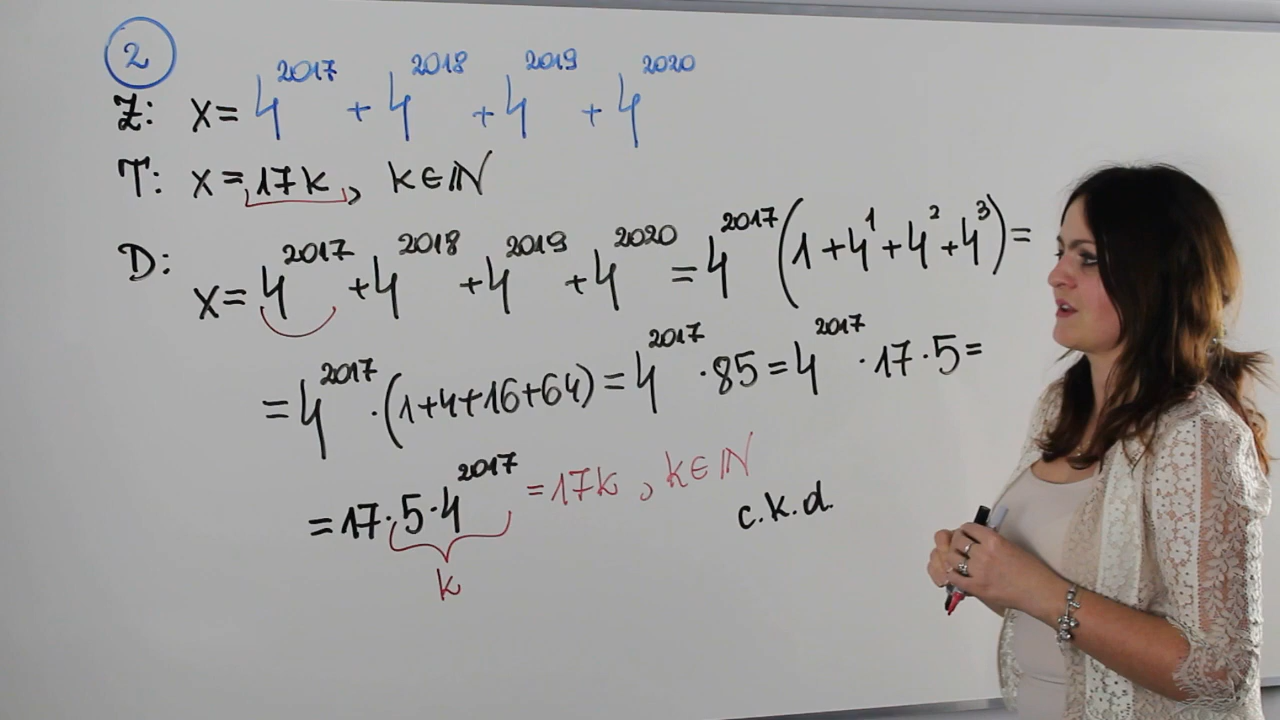 2
Z: x = 4^2017 + 4^2018 + 4^2019 + 4^2020
T: x = 17k, k∈ℕ
D:
x = 4^2017 + 4^2018 + 4^2019 + 4^2020 = 4^2017 (1 + 4^1 + 4^2 + 4^3) =
= 4^2017 · (1+4+16+64) = 4^2017 · 85 = 4^2017 · 17 · 5 =
= 17 · 5 · 4^2017 = 17k, k∈ℕ
c.k.d.
k